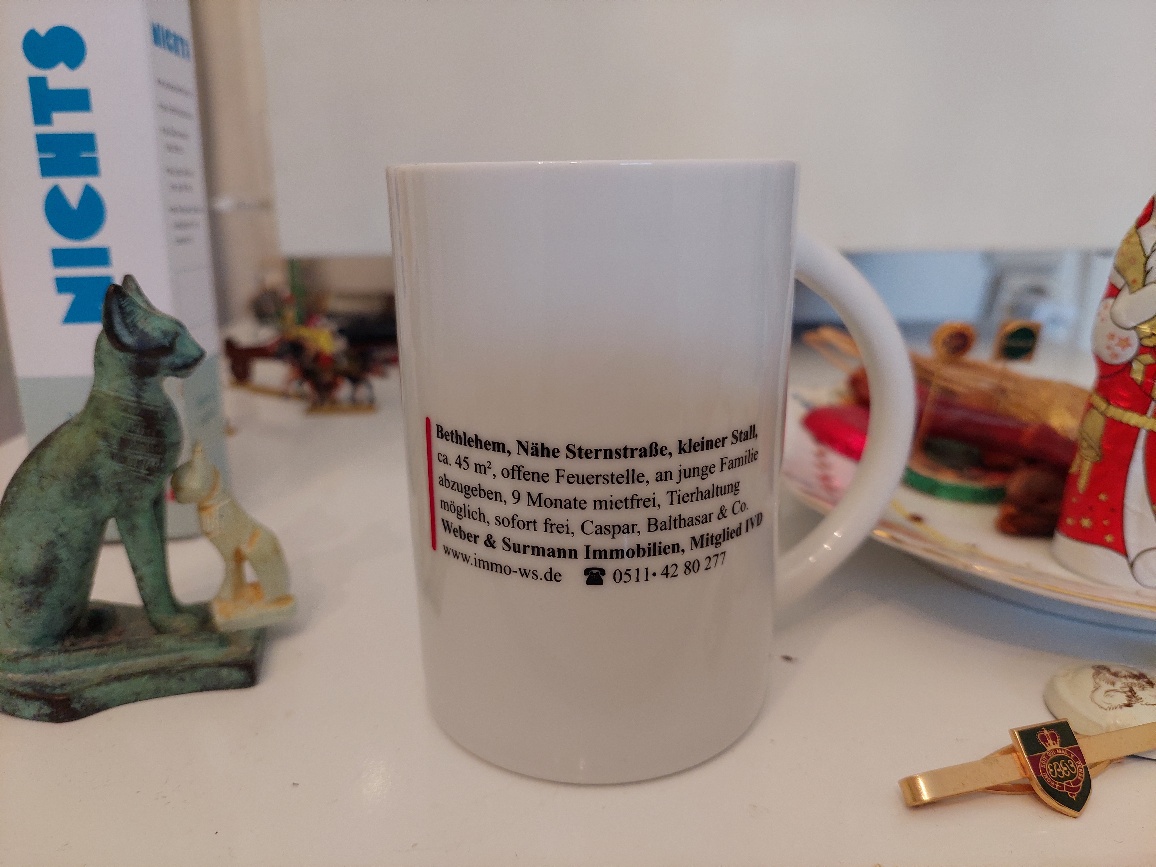 NICHTS
NICHTS
Bethlehem, Nähe Sternstraße, kleiner Stall,
ca. 45 m², offene Feuerstelle, an junge Familie
abzugeben, 9 Monate mietfrei, Tierhaltung
möglich, sofort frei, Caspar, Balthasar & Co.
Weber & Surmann Immobilien, Mitglied IVD
www.immo-ws.de ☎ 0511·42 80 277